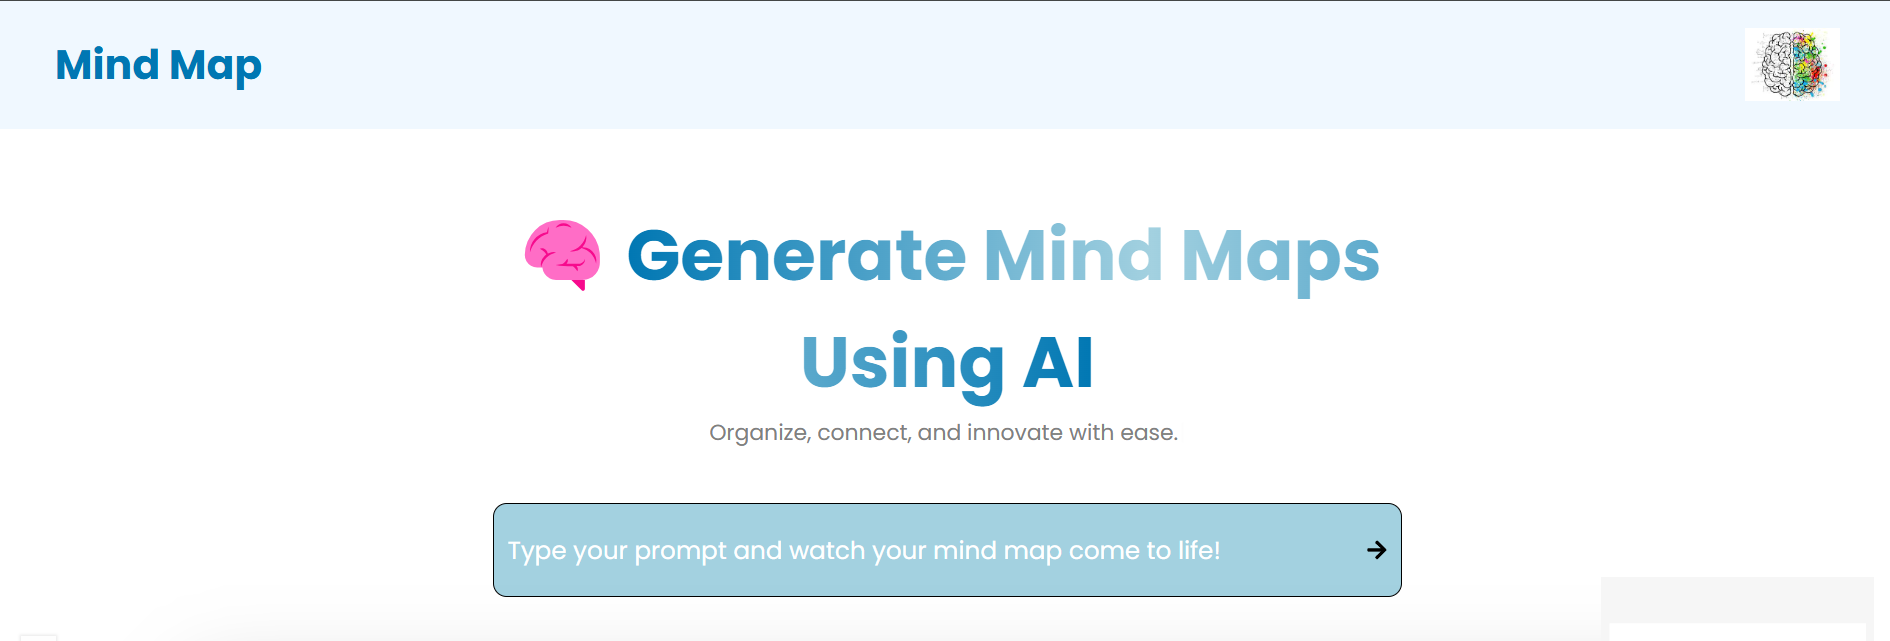 Mind Map
Generate Mind Maps
Using AI
Organize, connect, and innovate with ease.
Type your prompt and watch your mind map come to life!